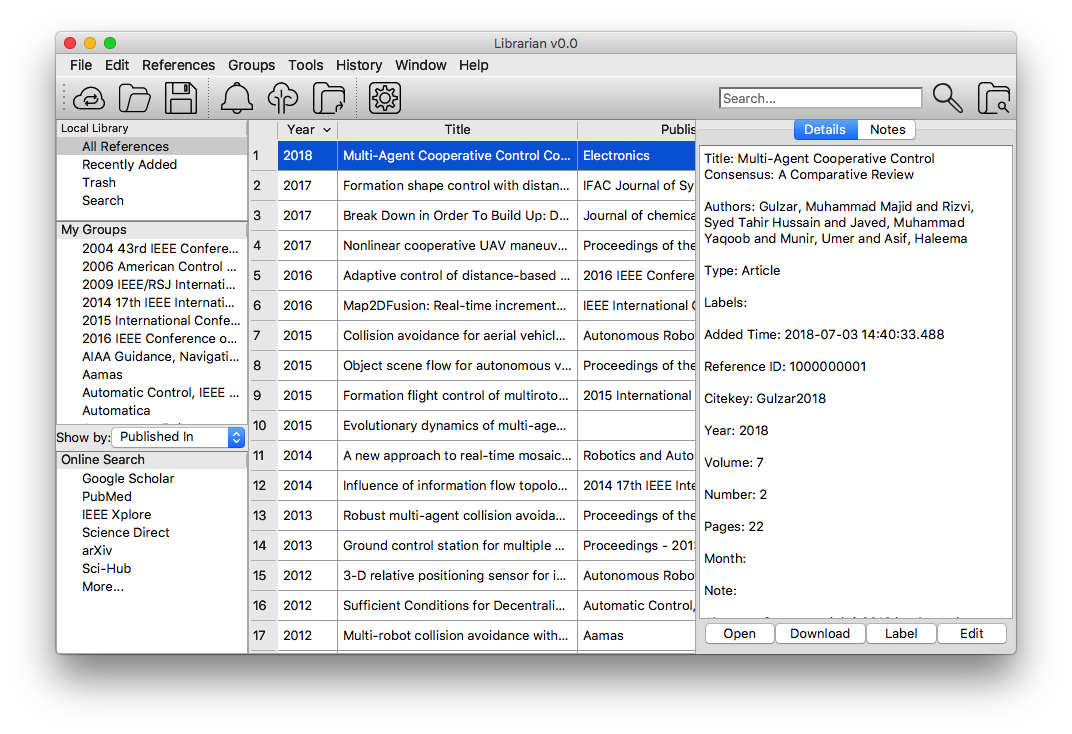 Librarian v0.0
File Edit References Groups Tools History Window Help
Search...
Local Library
All References
Recently Added
Trash
Search
My Groups
2004 43rd IEEE Confere...
2006 American Control ...
2009 IEEE/RSJ Internati...
2014 17th IEEE Internati...
2015 International Confe...
2016 IEEE Conference o...
AIAA Guidance, Navigati...
Aamas
Automatic Control, IEEE ...
Automatica
Show by: Published In
Online Search
Google Scholar
PubMed
IEEE Xplore
Science Direct
arXiv
Sci-Hub
More...
Year Title Publis
1 2018 Multi-Agent Cooperative Control Co... Electronics
2 2017 Formation shape control with distan... IFAC Journal of Sy
3 2017 Break Down in Order To Build Up: D... Journal of chemica
4 2017 Nonlinear cooperative UAV maneuv... Proceedings of the
5 2016 Adaptive control of distance-based ... 2016 IEEE Confere
6 2016 Map2DFusion: Real-time increment... IEEE International C
7 2015 Collision avoidance for aerial vehicl... Autonomous Robo
8 2015 Object scene flow for autonomous v... Proceedings of the
9 2015 Formation flight control of multiroto... 2015 International
10 2015 Evolutionary dynamics of multi-age...
11 2014 A new approach to real-time mosaic... Robotics and Auto
12 2014 Influence of information flow topolo... 2014 17th IEEE Inte
13 2013 Robust multi-agent collision avoida... Proceedings of the
14 2013 Ground control station for multiple ... Proceedings - 2013
15 2012 3-D relative positioning sensor for i... Autonomous Robo
16 2012 Sufficient Conditions for Decentrali... Automatic Control,
17 2012 Multi-robot collision avoidance with... Aamas
Details Notes
Title: Multi-Agent Cooperative Control
Consensus: A Comparative Review
Authors: Gulzar, Muhammad Majid and Rizvi,
Syed Tahir Hussain and Javed, Muhammad
Yaqoob and Munir, Umer and Asif, Haleema
Type: Article
Labels:
Added Time: 2018-07-03 14:40:33.488
Reference ID: 1000000001
Citekey: Gulzar2018
Year: 2018
Volume: 7
Number: 2
Pages: 22
Month:
Note:
Open Download Label Edit